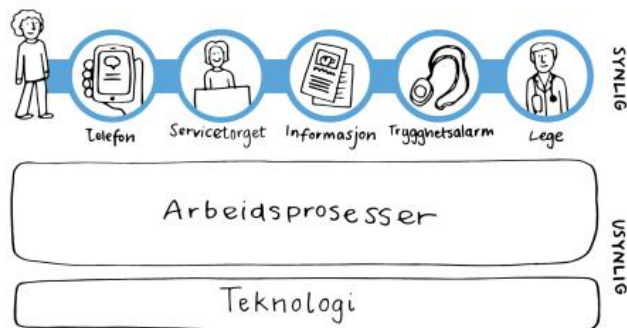 Telefon Servicetorget Informasjon Trygghetsalarm Lege
SYNLIG
Arbeidsprosesser
Teknologi
USYNLIG